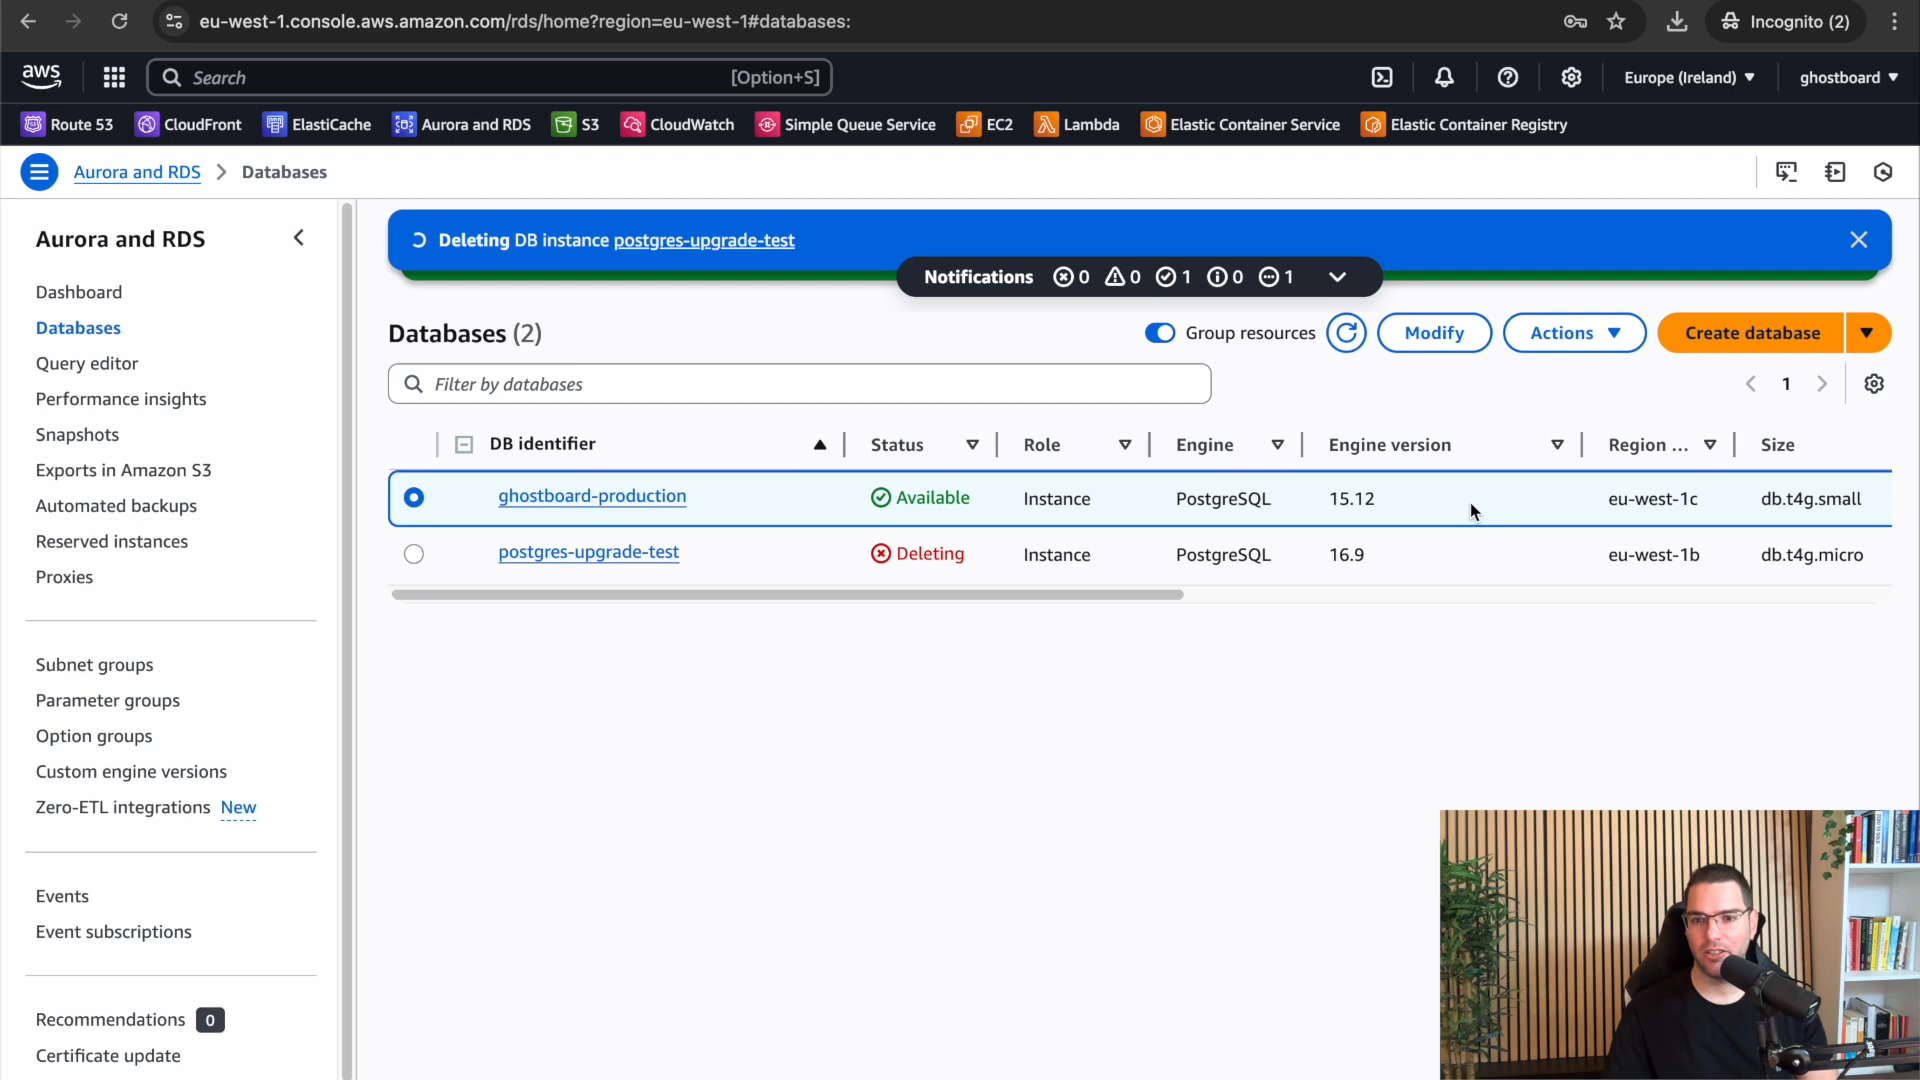 eu-west-1.console.aws.amazon.com/rds/home?region=eu-west-1#databases:
Incognito (2)
aws
Search
[Option+S]
Europe (Ireland)
ghostboard
Route 53
CloudFront
ElastiCache
Aurora and RDS
S3
CloudWatch
Simple Queue Service
EC2
Lambda
Elastic Container Service
Elastic Container Registry
Aurora and RDS > Databases
Aurora and RDS
Dashboard
Databases
Query editor
Performance insights
Snapshots
Exports in Amazon S3
Automated backups
Reserved instances
Proxies
Subnet groups
Parameter groups
Option groups
Custom engine versions
Zero-ETL integrations New
Events
Event subscriptions
Recommendations 0
Certificate update
Deleting DB instance postgres-upgrade-test
Notifications 0 0 1 0 1
Databases (2)
Group resources
Modify
Actions
Create database
Filter by databases
1
DB identifier Status Role Engine Engine version Region ... Size
ghostboard-production Available Instance PostgreSQL 15.12 eu-west-1c db.t4g.small
postgres-upgrade-test Deleting Instance PostgreSQL 16.9 eu-west-1b db.t4g.micro